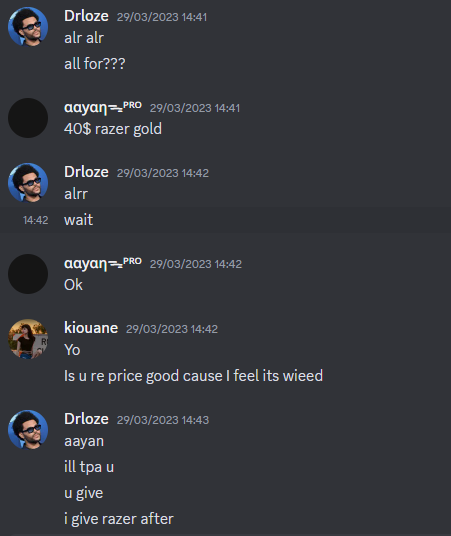 Drloze 29/03/2023 14:41
alr alr
all for???
ααyαη⚊PRO 29/03/2023 14:41
40$ razer gold
Drloze 29/03/2023 14:42
alrr
14:42 wait
ααyαη⚊PRO 29/03/2023 14:42
Ok
kiouane 29/03/2023 14:42
Yo
Is u re price good cause I feel its wieed
Drloze 29/03/2023 14:43
aayan
ill tpa u
u give
i give razer after